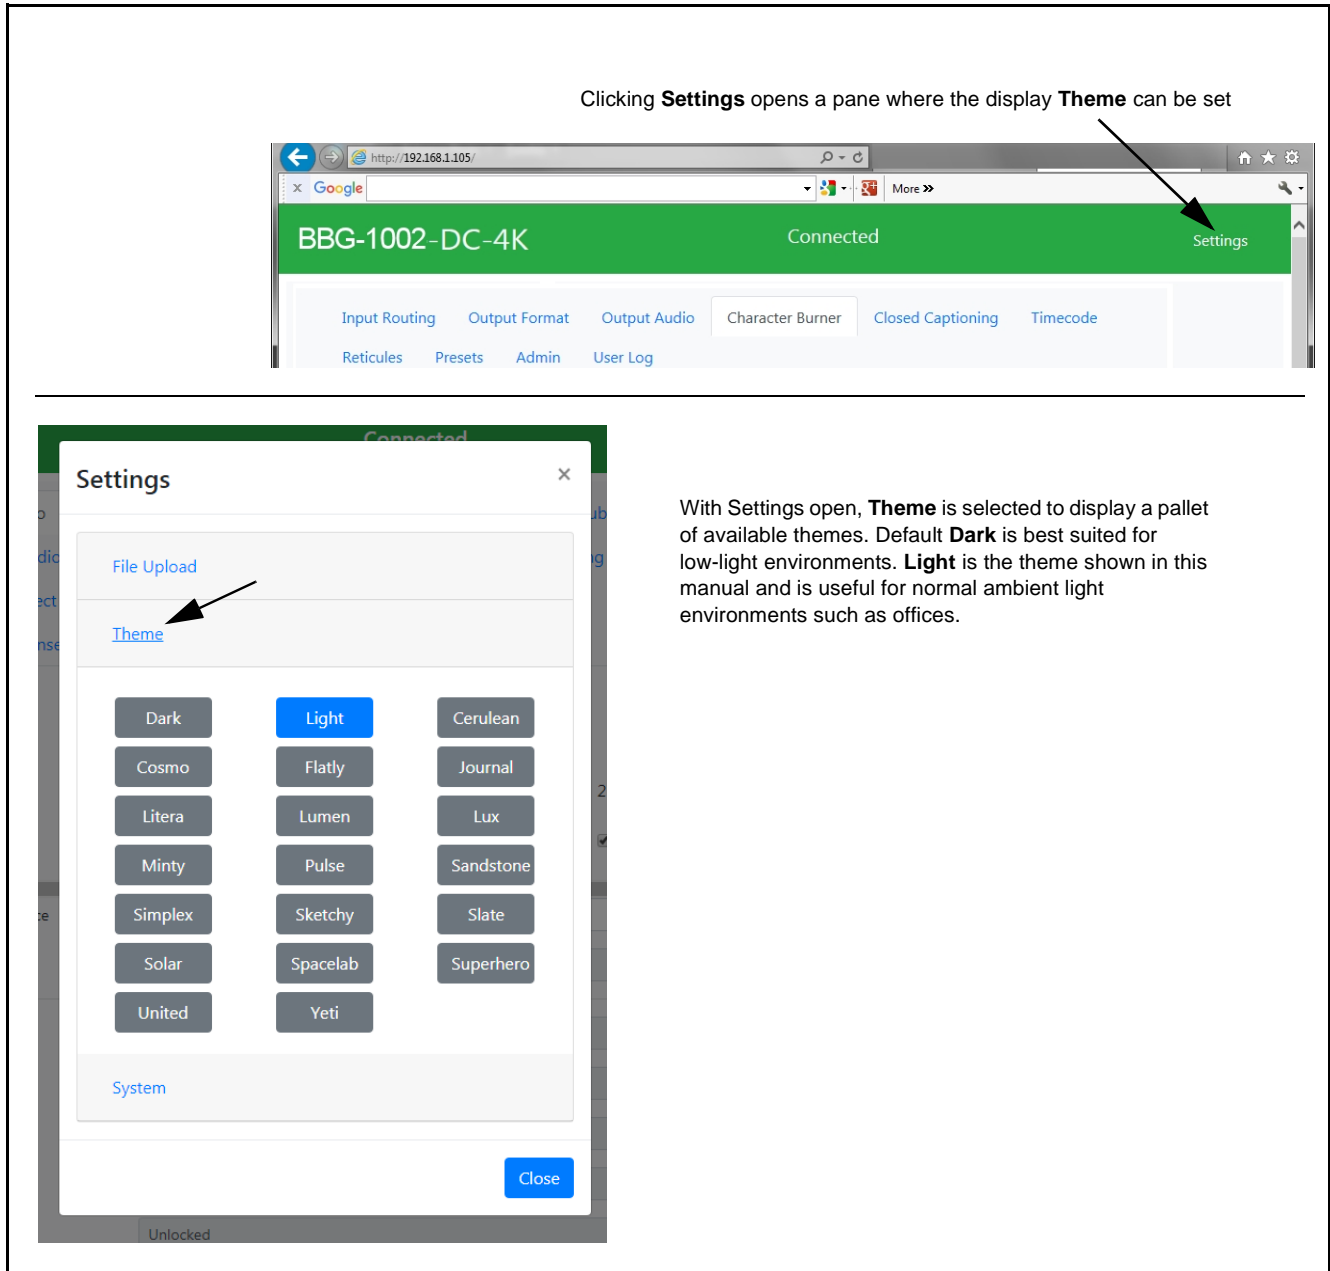 Clicking Settings opens a pane where the display Theme can be set
http://192.168.1.105/
x Google More »
BBG-1002-DC-4K Connected Settings
Input Routing Output Format Output Audio Character Burner Closed Captioning Timecode
Reticules Presets Admin User Log
Connected
Settings ×
File Upload
Theme
Dark Light Cerulean
Cosmo Flatly Journal
Litera Lumen Lux
Minty Pulse Sandstone
Simplex Sketchy Slate
Solar Spacelab Superhero
United Yeti
System
Close
Unlocked
With Settings open, Theme is selected to display a pallet
of available themes. Default Dark is best suited for
low-light environments. Light is the theme shown in this
manual and is useful for normal ambient light
environments such as offices.